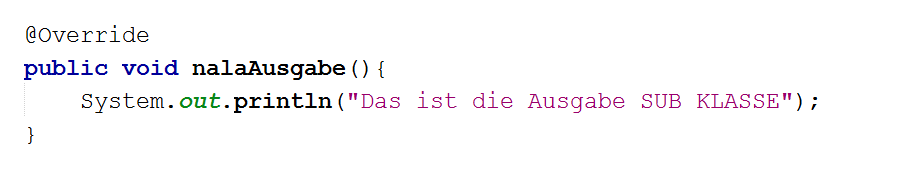 @Override
public void nalaAusgabe(){
    System.out.println("Das ist die Ausgabe SUB KLASSE");
}